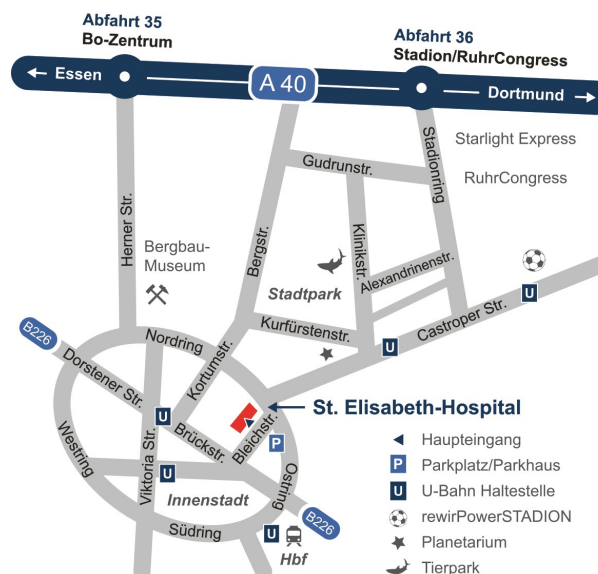 Abfahrt 35
Bo-Zentrum
Abfahrt 36
Stadion/RuhrCongress
Essen
A 40
Dortmund
Starlight Express
RuhrCongress
Gudrunstr.
Stadionring
Herner Str.
Bergstr.
Klinikstr.
Bergbau-
Museum
Stadtpark
Alexandrinenstr.
Kurfürstenstr.
Castroper Str.
U
U
B226
Nordring
Dorstener Str.
Kortumstr.
St. Elisabeth-Hospital
U
Brückstr.
Bleichstr.
P
Haupteingang
P
Parkplatz/Parkhaus
Westring
Viktoria Str.
U
Innenstadt
Ostring
U
U-Bahn Haltestelle
B226
rewirPowerSTADION
Südring
U
Hbf
Planetarium
Tierpark